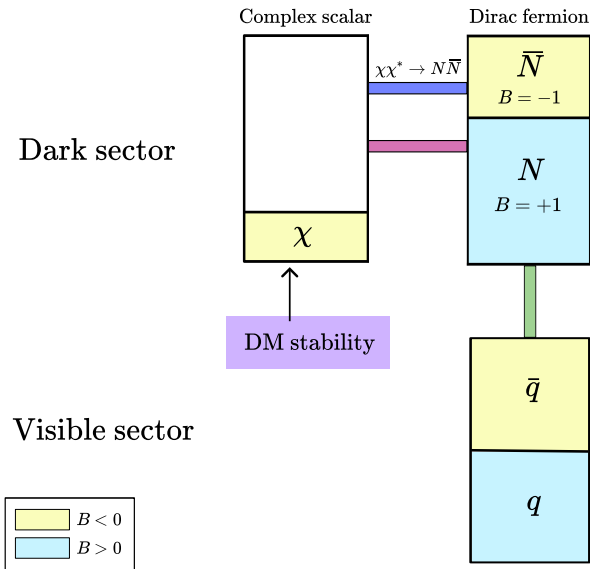 Complex scalar
Dirac fermion
χχ* → NN̅
N̅
B = −1
Dark sector
N
B = +1
χ
DM stability
q̄
Visible sector
q
B < 0
B > 0